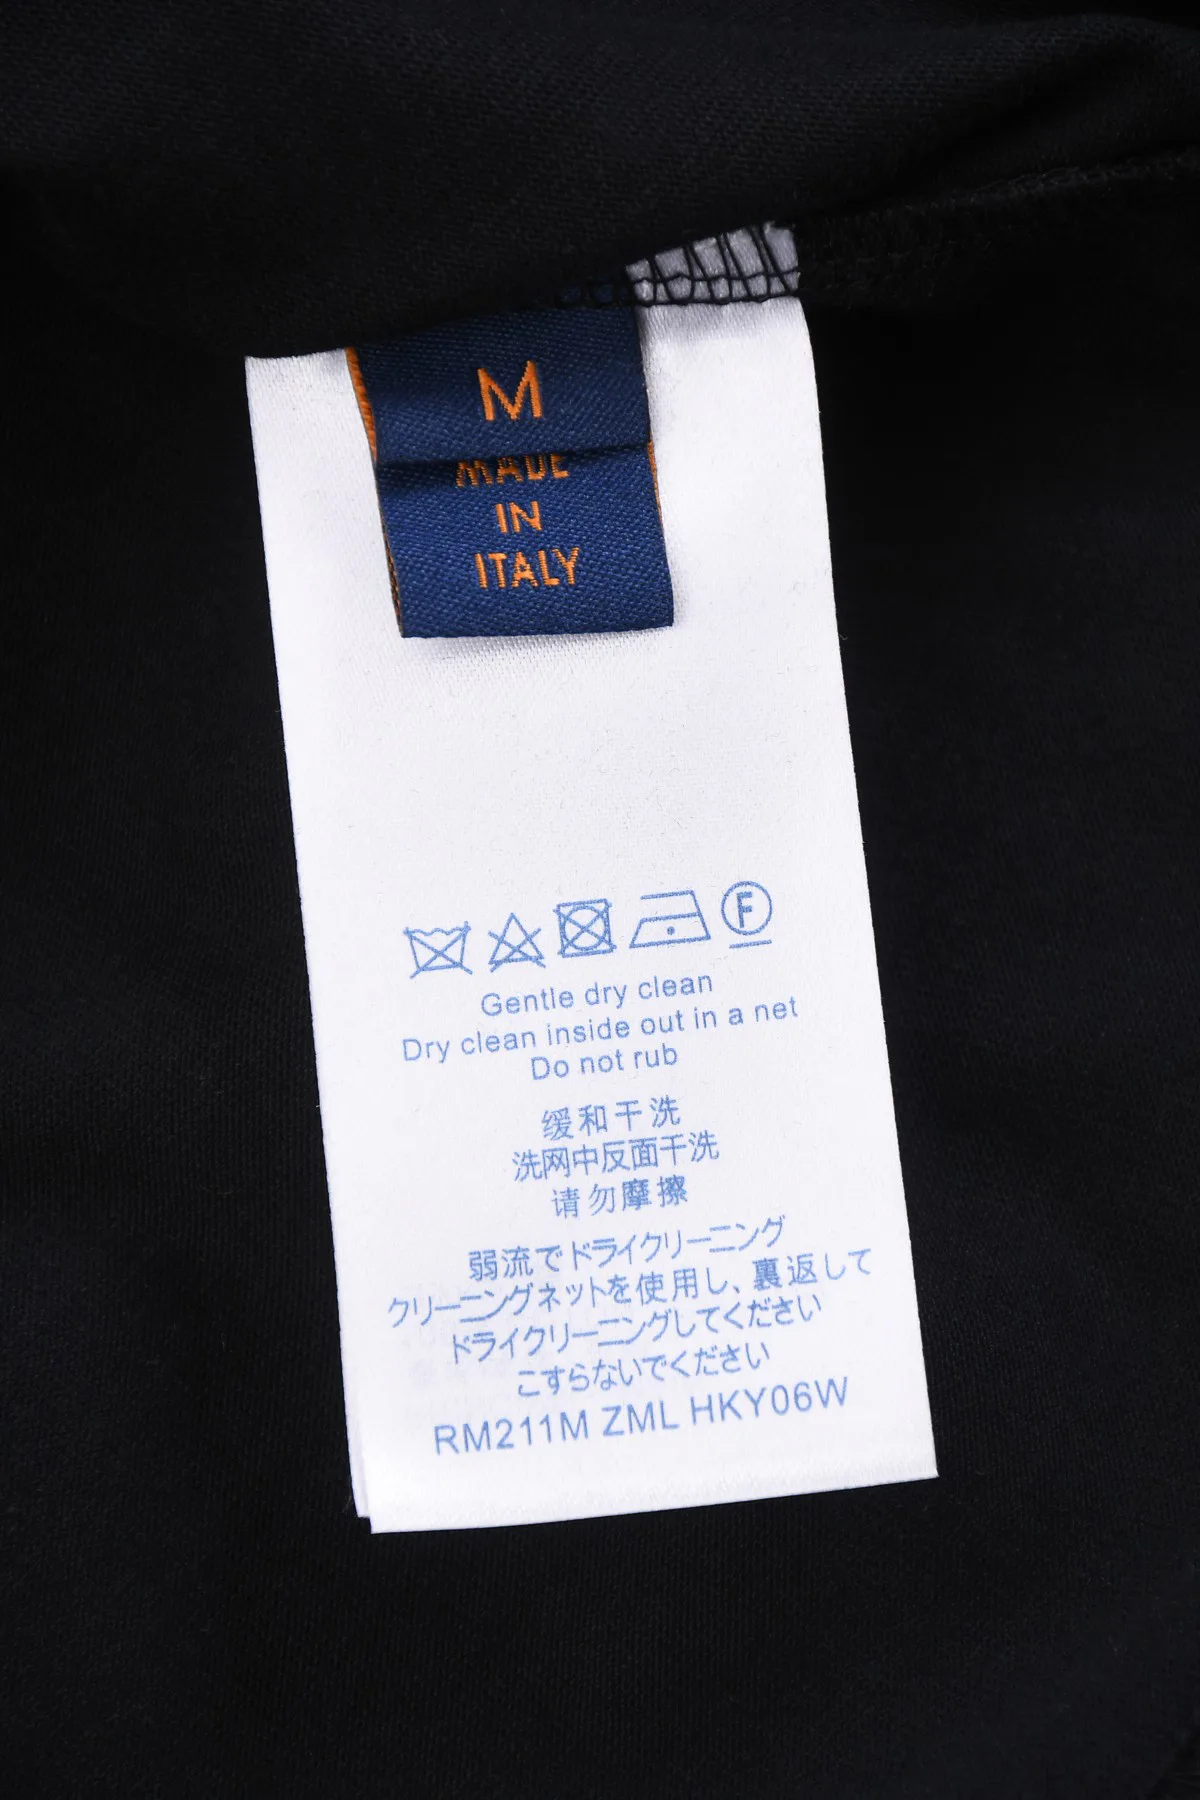 M
MADE
IN
ITALY
F
Gentle dry clean
Dry clean inside out in a net
Do not rub
缓和干洗
洗网中反面干洗
请勿摩擦
弱流でドライクリーニング
クリーニングネットを使用し、裏返して
ドライクリーニングしてください
こすらないでください
RM211M ZML HKY06W